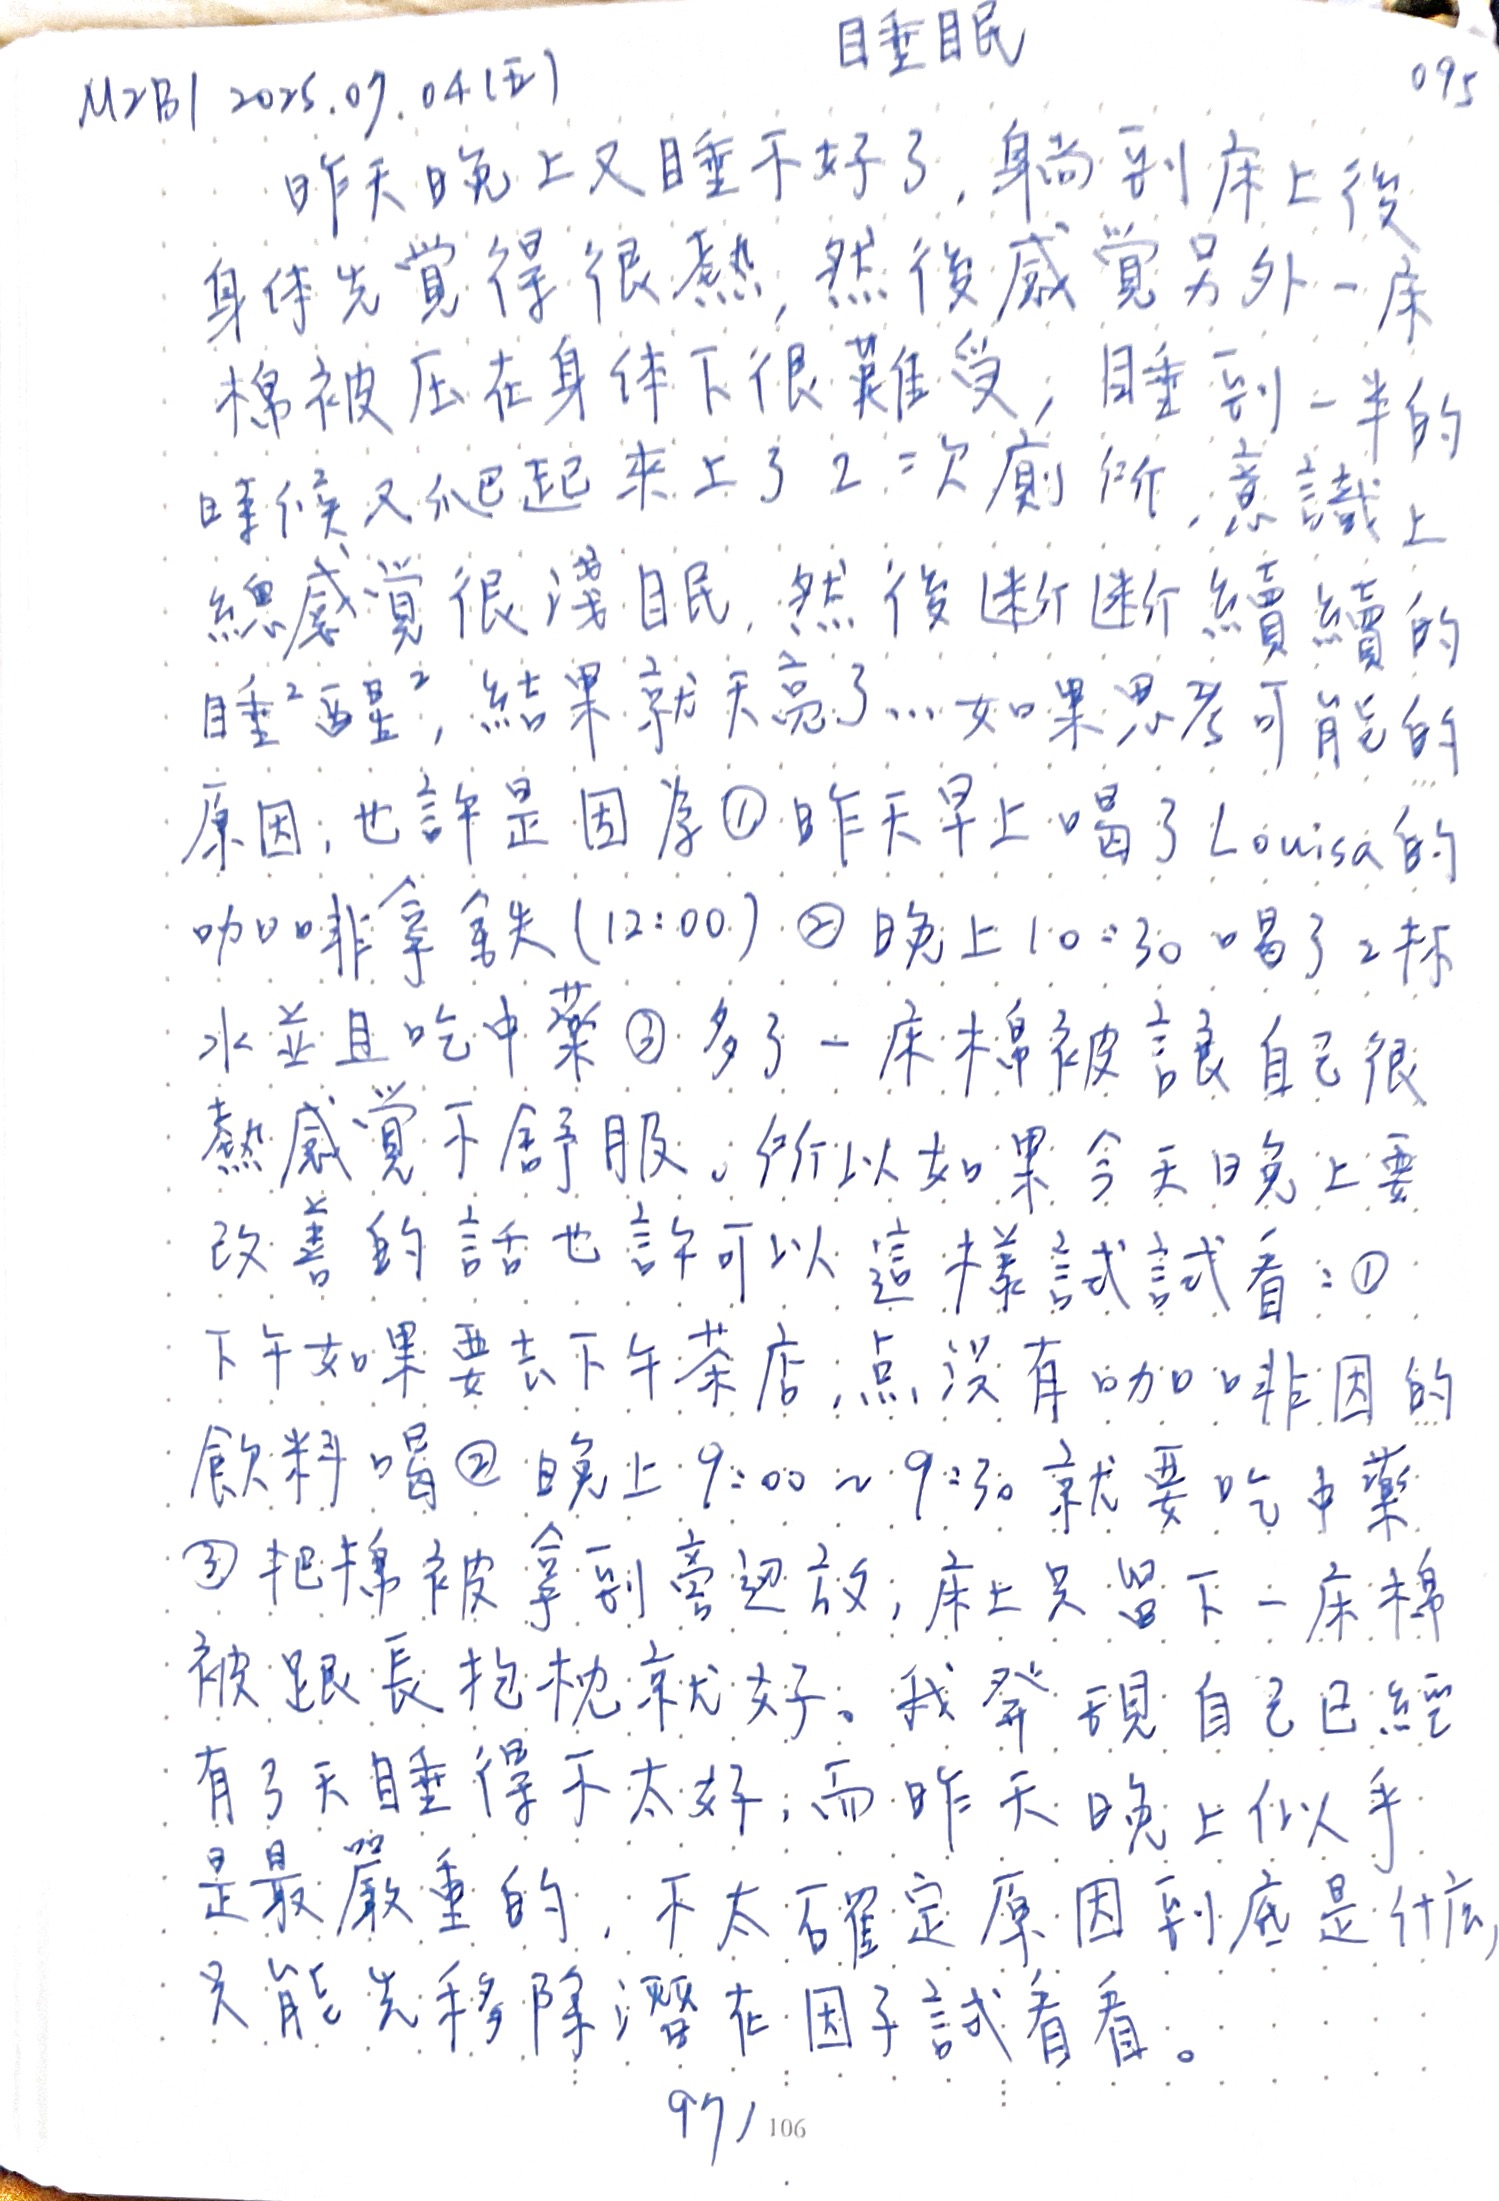 睡眠
095
M2B1 2025.07.04(五)
昨天晚上又睡不好了,躺到床上後
身体先覚得很熱,然後感覚另外一床
棉被压在身体下很難受,睡到一半的
時候又爬起來上了2二次廁所,意識上
總感覚很淺眠,然後断断續續的
睡²醒²,結果就天亮了...如果思考可能的
原因,也許是因為①昨天早上喝了Louisa的
咖啡拿鉄(12:00)②晚上10:30喝了2杯
水並且吃中薬③多了一床棉被讓自己很
熱感覚不舒服。所以如果今天晚上要
改善的話也許可以這樣試試看:①
下午如果要去下午茶店,点没有咖啡因的
飲料喝②晚上9:00~9:30就要吃中薬
③把棉被拿到旁边放,床上只留下一床棉
被跟長抱枕就好。我発現自己已經
有3天睡得不太好,而昨天晚上似乎
是最嚴重的,不太確定原因到底是什庅,
只能先移除潛在因子試看看。
97/106